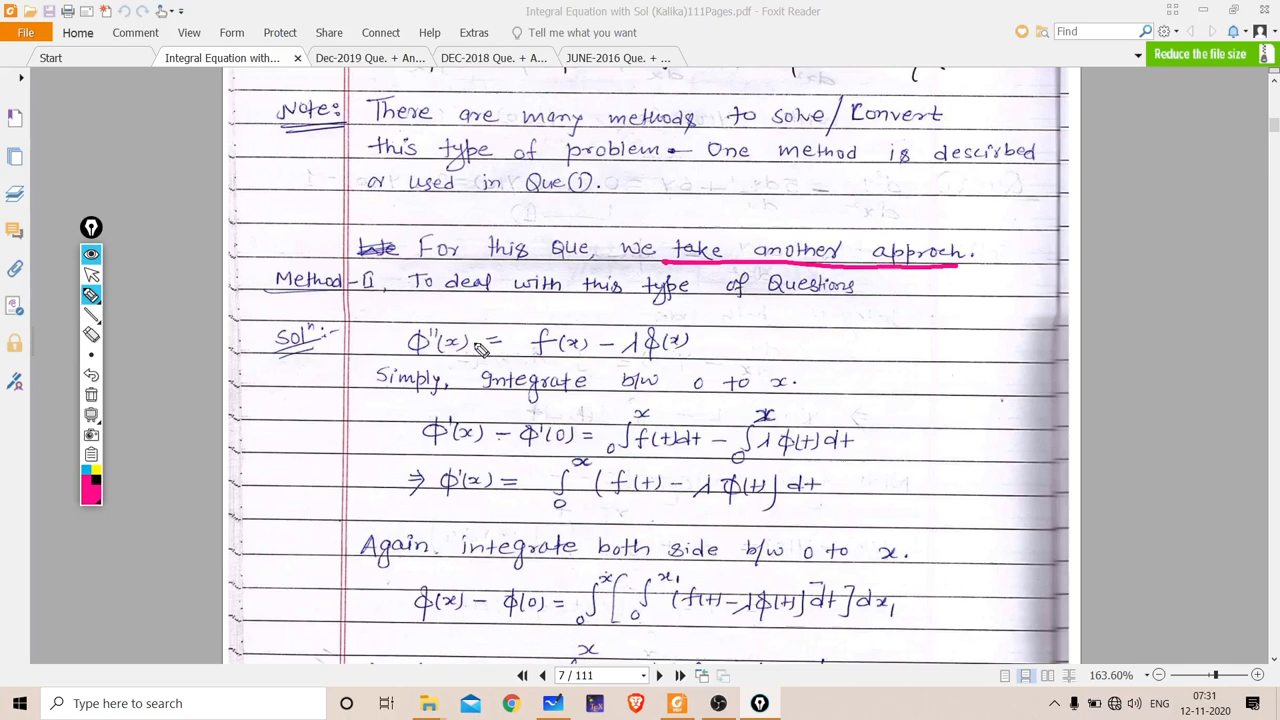 Integral Equation with Sol (Kalika)111Pages.pdf - Foxit Reader
File Home Comment View Form Protect Share Connect Help Extras Tell me what you want Find
Start Integral Equation with... Dec-2019 Que. + An... DEC-2018 Que. + A... JUNE-2016 Que. + ... Reduce the file size
Note: There are many methods to solve/Convert
this type of problem - One method is descirbed
or used in Que(1).
For this Que, we take another approch.
Method-II, To deal with this type of Questions
Solⁿ:- ϕ''(x) = f(x) - λϕ(x)
Simply, Integrate b/w 0 to x.
ϕ'(x) - ϕ'(0) = ₀∫ˣ f(t)dt - ₀∫ˣ λϕ(t)dt
⇒ ϕ'(x) = ₀∫ˣ (f(t) - λϕ(t)) dt
Again integrate both side b/w 0 to x.
ϕ(x) - ϕ(0) = ₀∫ˣ [ ₀∫ˣ¹ (f(t) - λϕ(t)) dt ] dx₁
x
7 / 111 163.60%
Type here to search ENG 07:31
12-11-2020